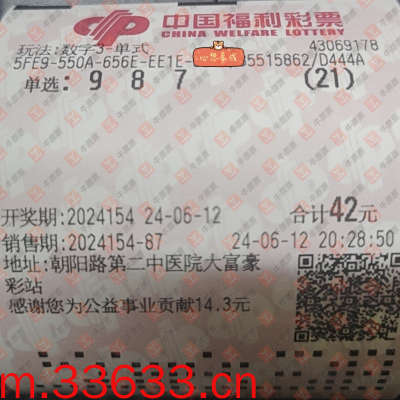 中国福利彩票
CHINA WELFARE LOTTERY
玩法:数字3-单式
43069178
5FE9-550A-656E-EE1E-
5515862/D444A
心想事成
单选: 9 8 7 (21)
开奖期:2024154 24-06-12 合计42元
销售期:2024154-87 24-06-12 20:28:50
地址:朝阳路第二中医院大富豪
彩站
感谢您为公益事业贡献14.3元
m.33633.cn